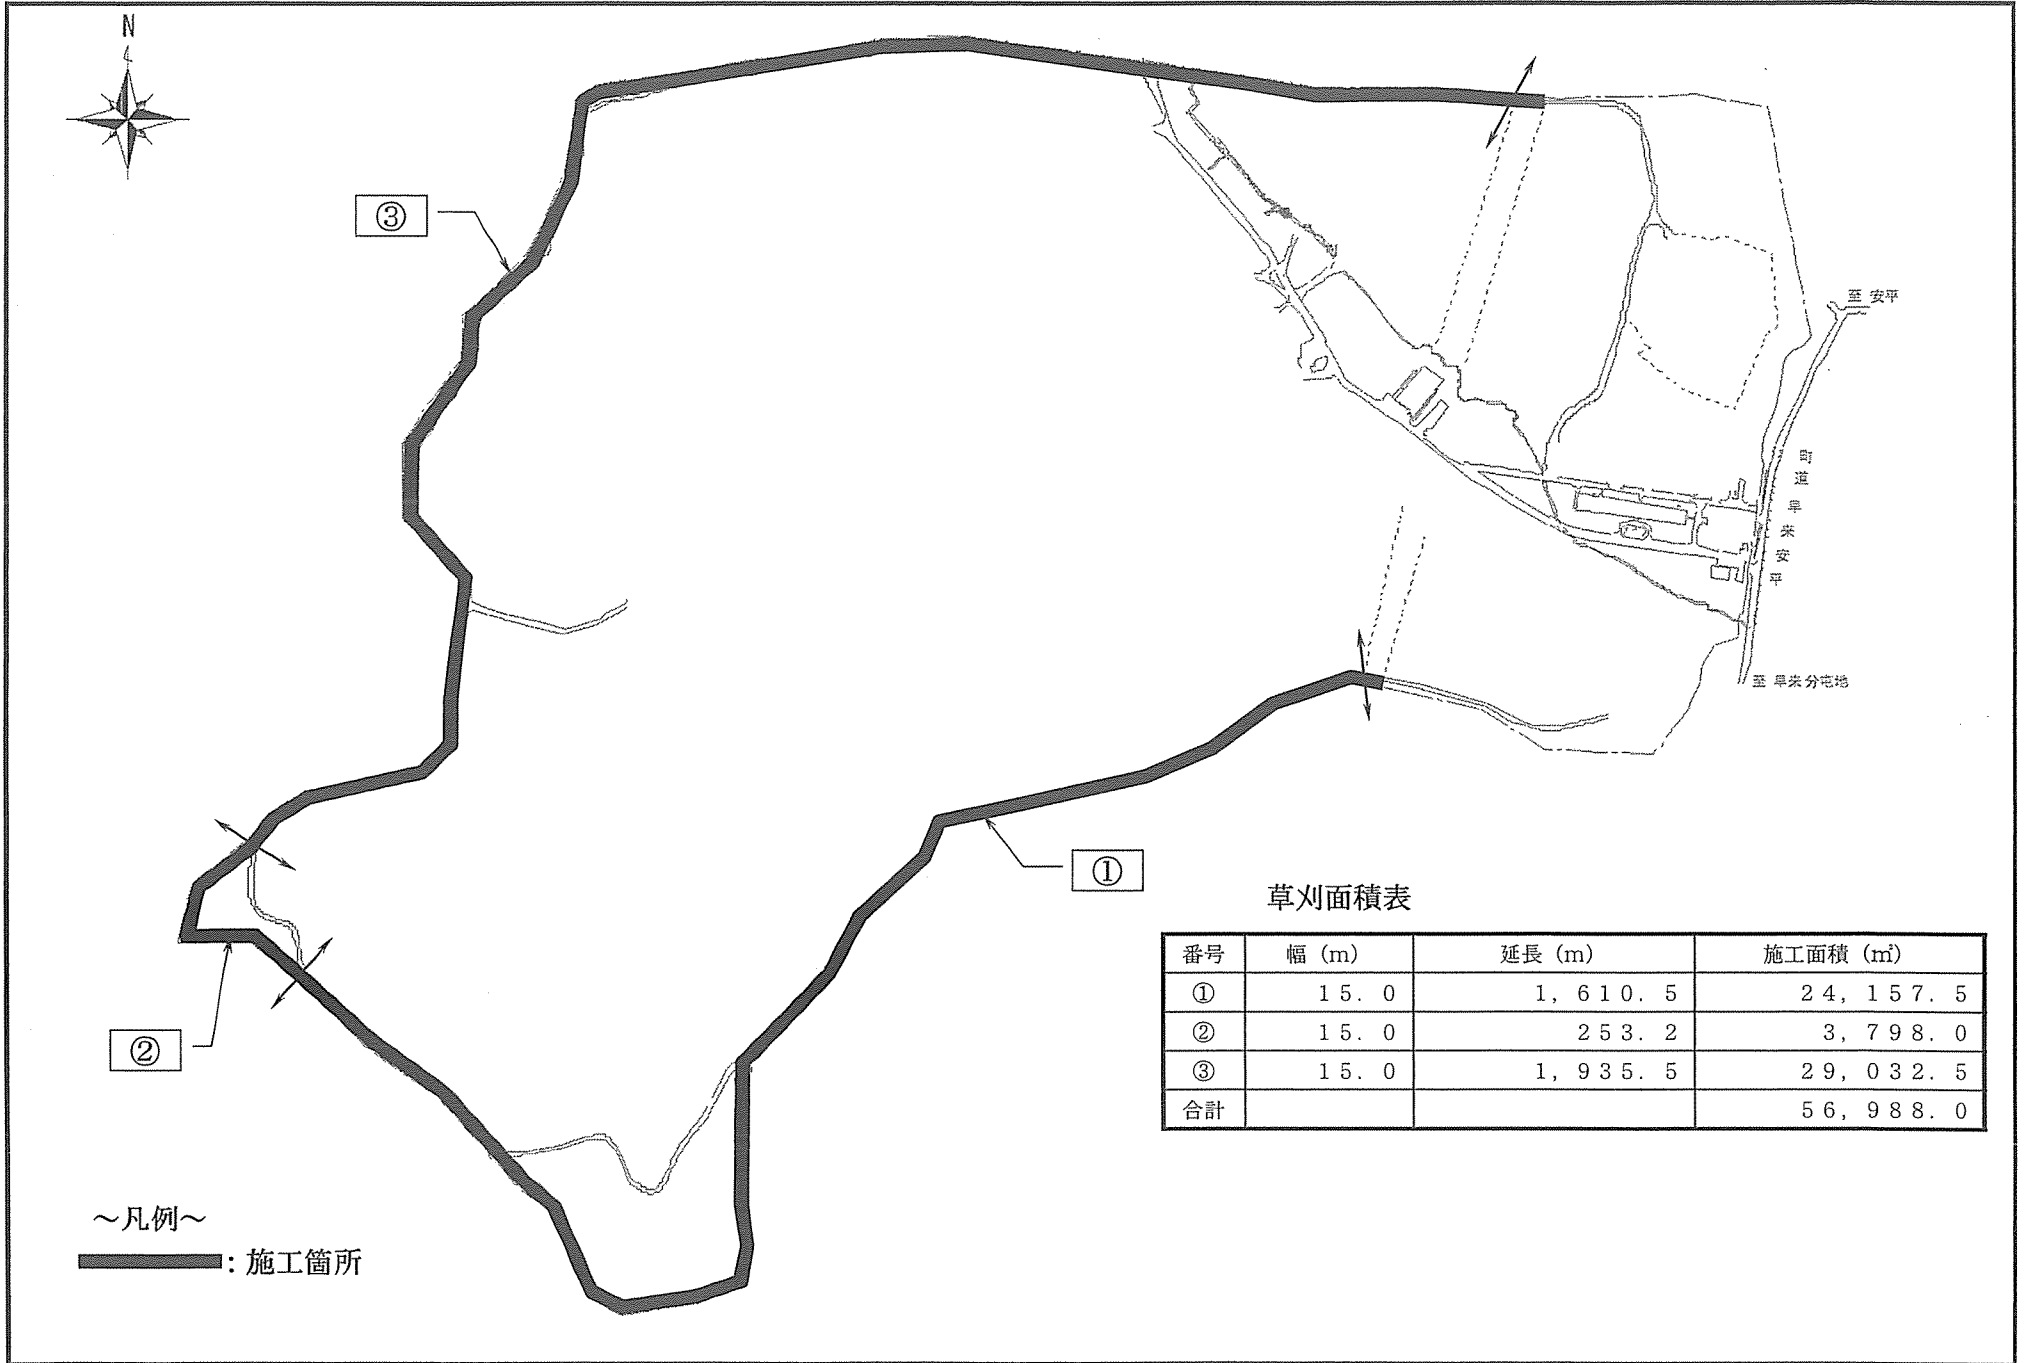 N
③
至 安平
町道早来安平
至 早来分屯地
①
②
草刈面積表
番号 幅（m） 延長（m） 施工面積（㎡）
① １５．０ １，６１０．５ ２４，１５７．５
② １５．０ ２５３．２ ３，７９８．０
③ １５．０ １，９３５．５ ２９，０３２．５
合計 ５６，９８８．０
～凡例～
：施工箇所